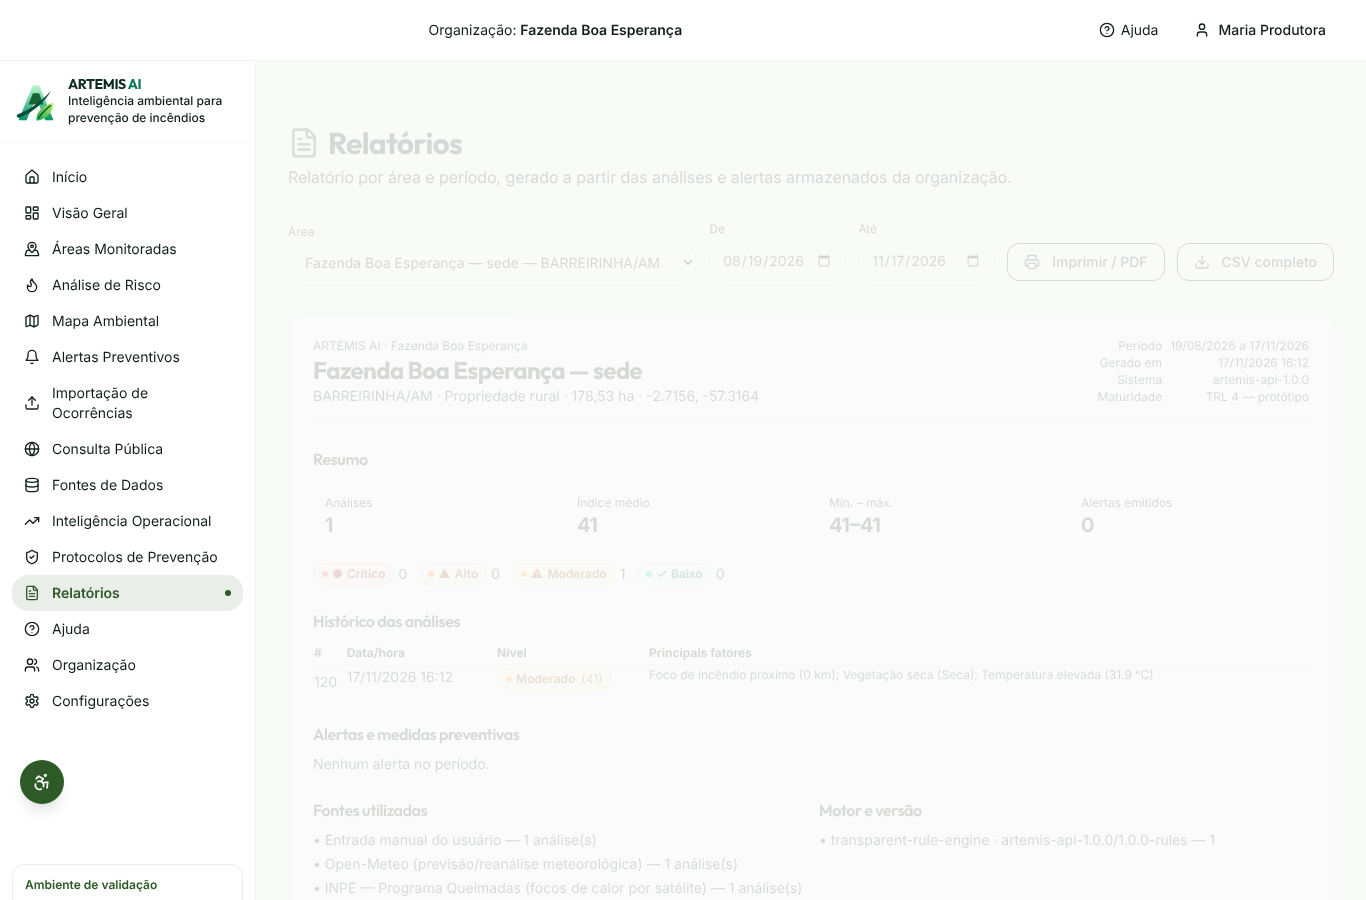 Organização: Fazenda Boa Esperança
Ajuda
Maria Produtora
ARTEMIS AI
Inteligência ambiental para
prevenção de incêndios
Início
Visão Geral
Áreas Monitoradas
Análise de Risco
Mapa Ambiental
Alertas Preventivos
Importação de
Ocorrências
Consulta Pública
Fontes de Dados
Inteligência Operacional
Protocolos de Prevenção
Relatórios
Ajuda
Organização
Configurações
Ambiente de validação
Relatórios
Relatório por área e período, gerado a partir das análises e alertas armazenados da organização.
Área
De
Até
Fazenda Boa Esperança — sede — BARREIRINHA/AM
08/19/2026
11/17/2026
Imprimir / PDF
CSV completo
ARTEMIS AI · Fazenda Boa Esperança
Fazenda Boa Esperança — sede
BARREIRINHA/AM · Propriedade rural · 178,53 ha · -2.7156, -57.3164
Período 19/08/2026 a 17/11/2026
Gerado em 17/11/2026 16:12
Sistema artemis-api-1.0.0
Maturidade TRL 4 — protótipo
Resumo
Análises
1
Índice médio
41
Mín. – máx.
41–41
Alertas emitidos
0
Crítico 0 Alto 0 Moderado 1 Baixo 0
Histórico das análises
# Data/hora Nível Principais fatores
120 17/11/2026 16:12 Moderado (41) Foco de incêndio próximo (0 km); Vegetação seca (Seca); Temperatura elevada (31.9 °C)
Alertas e medidas preventivas
Nenhum alerta no período.
Fontes utilizadas
• Entrada manual do usuário — 1 análise(s)
• Open-Meteo (previsão/reanálise meteorológica) — 1 análise(s)
• INPE — Programa Queimadas (focos de calor por satélite) — 1 análise(s)
Motor e versão
• transparent-rule-engine · artemis-api-1.0.0/1.0.0-rules — 1